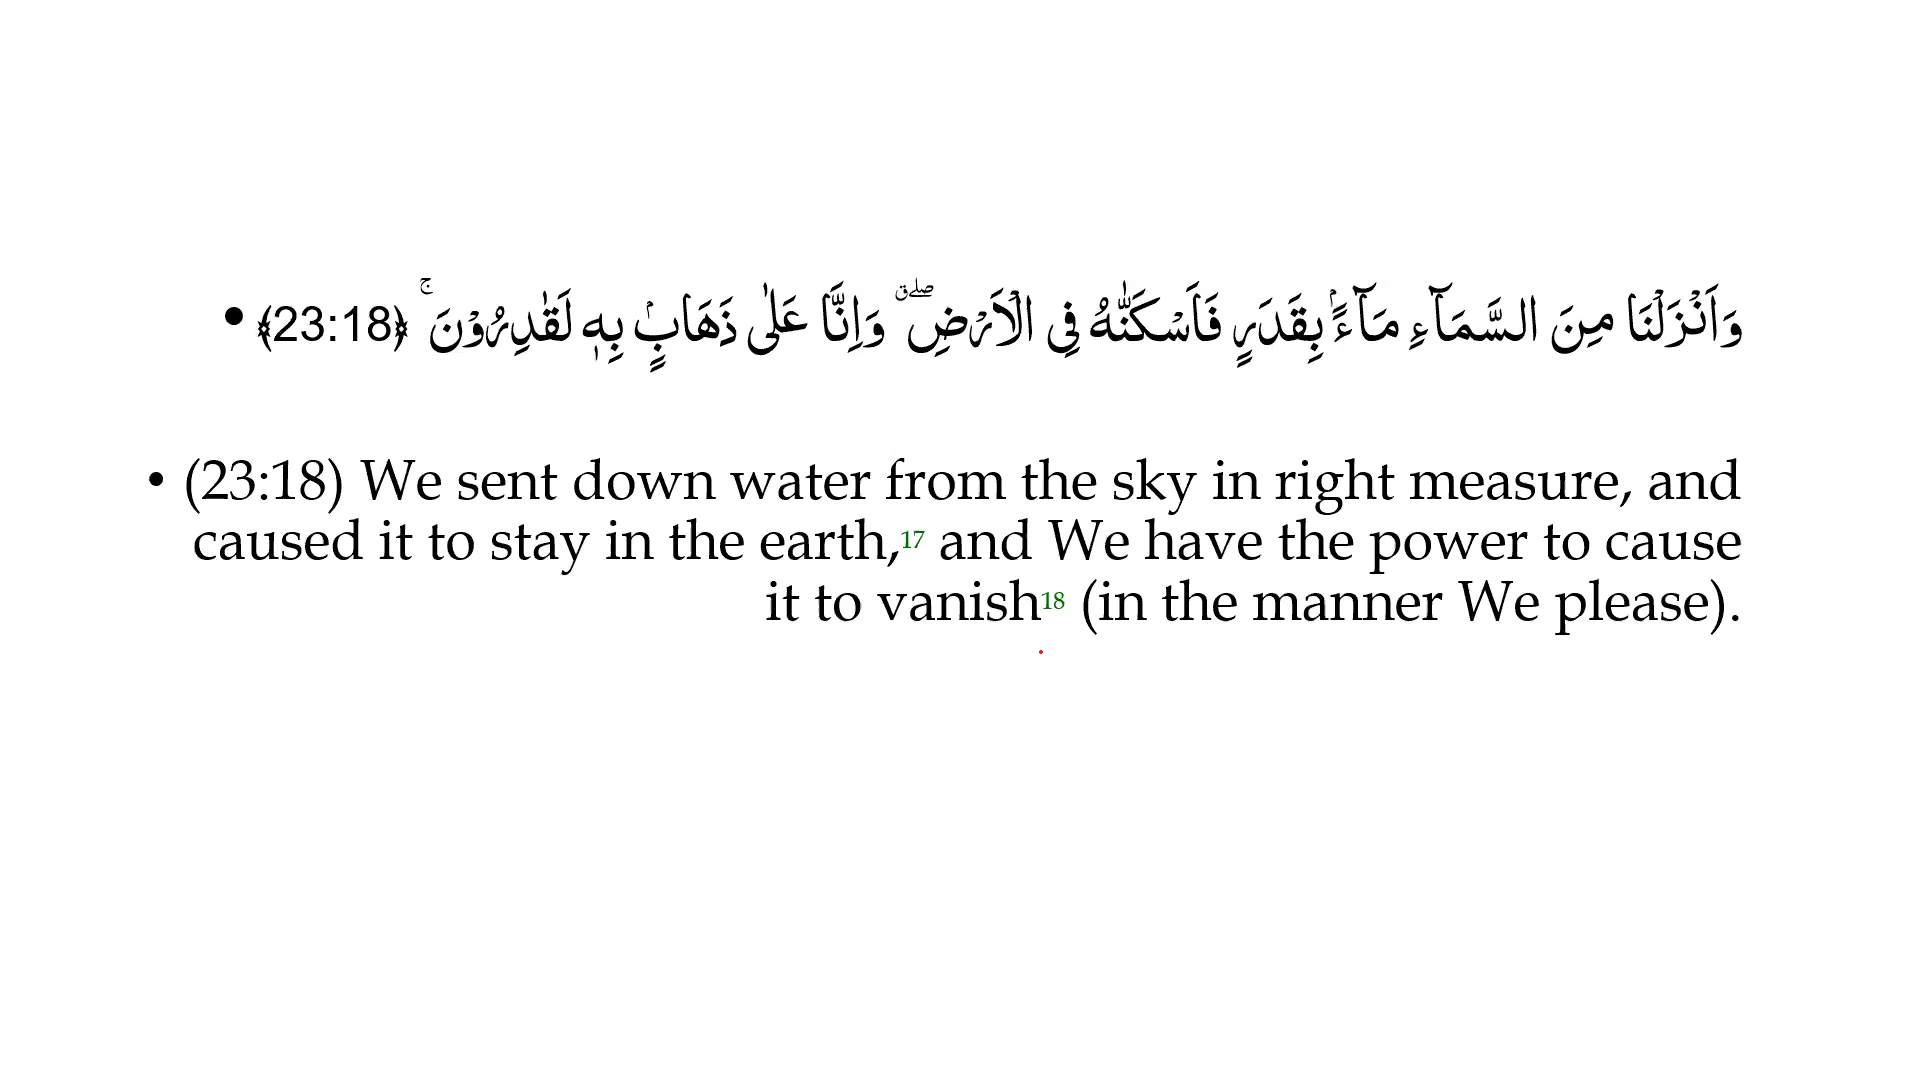 • وَاَنۡزَلۡنَا مِنَ السَّمَآءِ مَآءًۢ بِقَدَرٍ فَاَسۡكَنّٰهُ فِى الۡاَرۡضِ‌ۖۗ وَاِنَّا عَلٰى ذَهَابٍۢ بِهٖ لَقٰدِرُوۡنَ‌ ۚ‏ ﴿23:18﴾
• (23:18) We sent down water from the sky in right measure, and
caused it to stay in the earth,17 and We have the power to cause
it to vanish18 (in the manner We please).